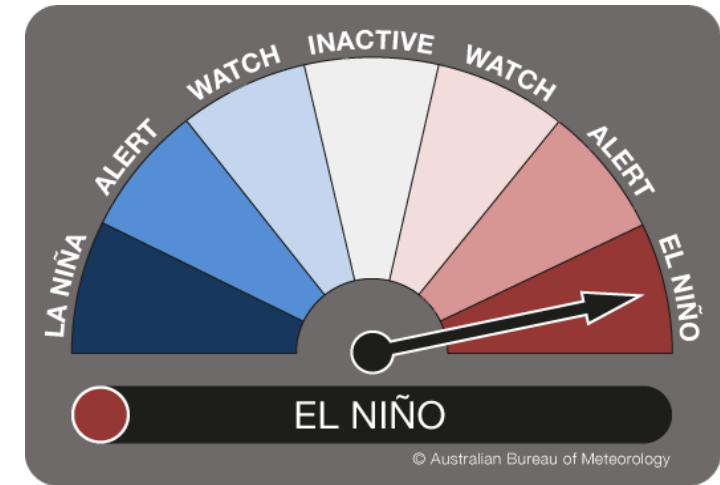 LA NIÑA
ALERT
WATCH
INACTIVE
WATCH
ALERT
EL NIÑO
EL NIÑO
© Australian Bureau of Meteorology